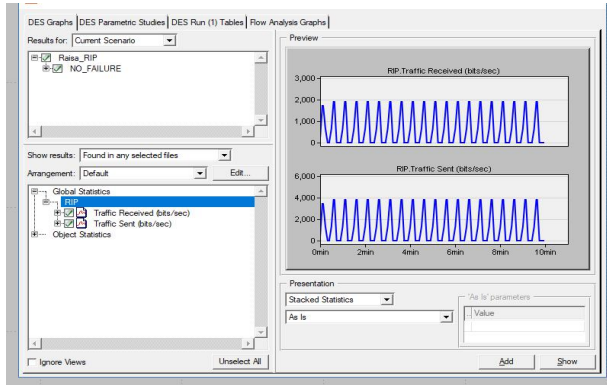 DES Graphs DES Parametric Studies DES Run (1) Tables Flow Analysis Graphs
Results for: Current Scenario
Raisa_RIP
NO_FAILURE
Show results: Found in any selected files
Arrangement: Default Edit...
Global Statistics
RIP
Traffic Received (bits/sec)
Traffic Sent (bits/sec)
Object Statistics
Ignore Views Unselect All
Preview
RIP.Traffic Received (bits/sec)
3,000
2,000
1,000
0
RIP.Traffic Sent (bits/sec)
6,000
4,000
2,000
0
0min 2min 4min 6min 8min 10min
Presentation
Stacked Statistics
As Is
'As Is' parameters
Value
Add Show